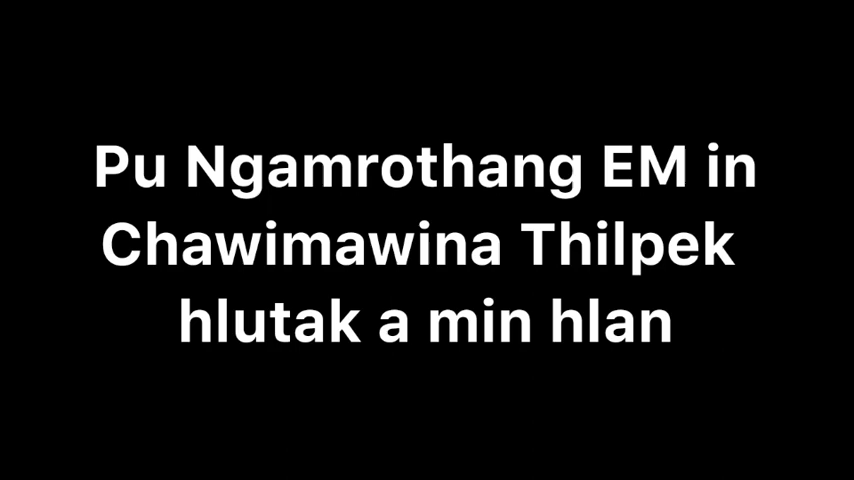 Pu Ngamrothang EM in
Chawimawina Thilpek
hlutak a min hlan